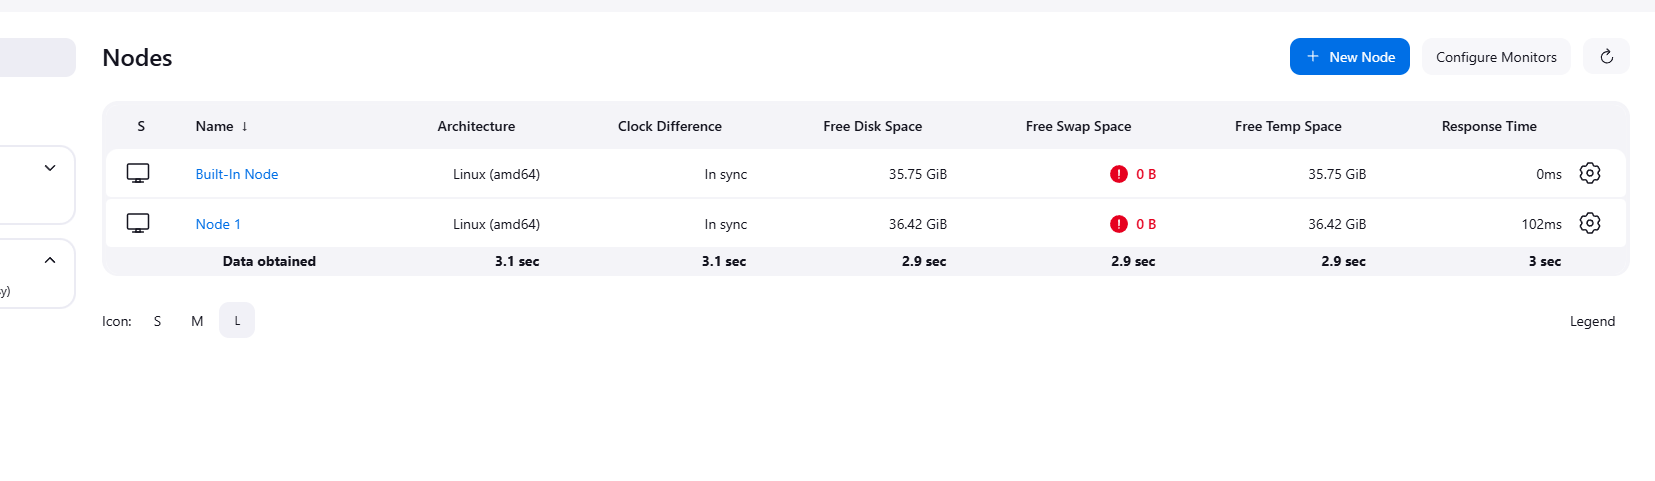 Nodes
+ New Node
Configure Monitors
S Name ↓ Architecture Clock Difference Free Disk Space Free Swap Space Free Temp Space Response Time
Built-In Node Linux (amd64) In sync 35.75 GiB ! 0 B 35.75 GiB 0ms
Node 1 Linux (amd64) In sync 36.42 GiB ! 0 B 36.42 GiB 102ms
Data obtained 3.1 sec 3.1 sec 2.9 sec 2.9 sec 2.9 sec 3 sec
Icon: S M L Legend